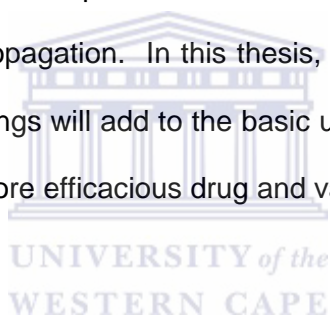 opagation.  In this thesis,
ngs will add to the basic u
ore efficacious drug and va
UNIVERSITY of the
WESTERN CAPE